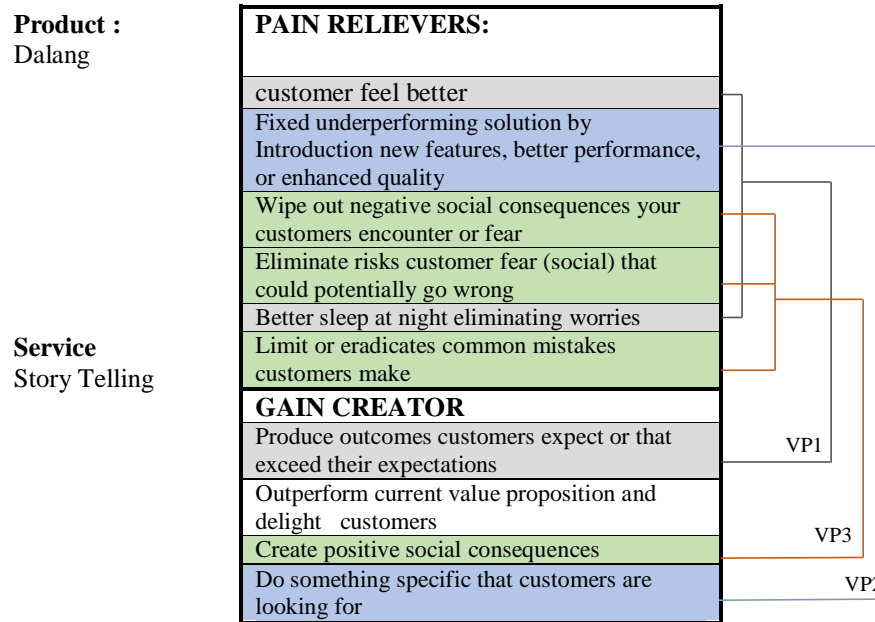 Product :
Dalang
PAIN RELIEVERS:
customer feel better
Fixed underperforming solution by
Introduction new features, better performance,
or enhanced quality
Wipe out negative social consequences your
customers encounter or fear
Eliminate risks customer fear (social) that
could potentially go wrong
Better sleep at night eliminating worries
Service
Story Telling
Limit or eradicates common mistakes
customers make
GAIN CREATOR
Produce outcomes customers expect or that
exceed their expectations
VP1
Outperform current value proposition and
delight customers
VP3
Create positive social consequences
Do something specific that customers are
looking for
VP2